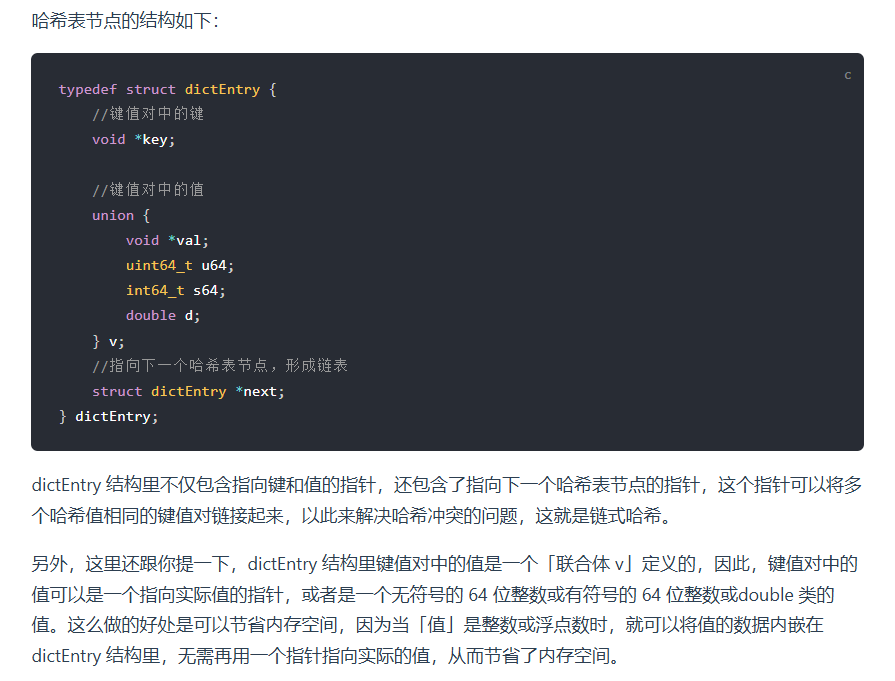 哈希表节点的结构如下：
c
typedef struct dictEntry {
//键值对中的键
void *key;
//键值对中的值
union {
void *val;
uint64_t u64;
int64_t s64;
double d;
} v;
//指向下一个哈希表节点，形成链表
struct dictEntry *next;
} dictEntry;
dictEntry 结构里不仅包含指向键和值的指针，还包含了指向下一个哈希表节点的指针，这个指针可以将多
个哈希值相同的键值对链接起来，以此来解决哈希冲突的问题，这就是链式哈希。
另外，这里还跟你提一下，dictEntry 结构里键值对中的值是一个「联合体 v」定义的，因此，键值对中的
值可以是一个指向实际值的指针，或者是一个无符号的 64 位整数或有符号的 64 位整数或double 类的
值。这么做的好处是可以节省内存空间，因为当「值」是整数或浮点数时，就可以将值的数据内嵌在
dictEntry 结构里，无需再用一个指针指向实际的值，从而节省了内存空间。